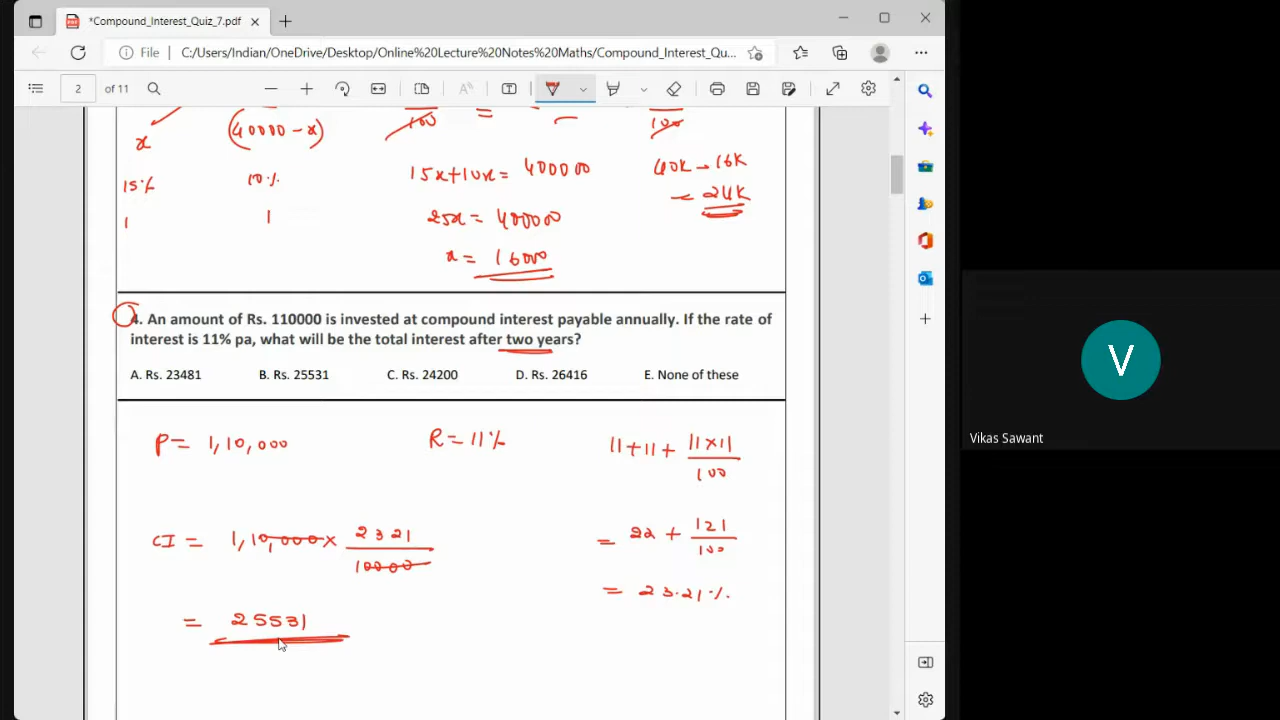 *Compound_Interest_Quiz_7.pdf
File C:/Users/Indian/OneDrive/Desktop/Online%20Lecture%20Notes%20Maths/Compound_Interest_Qu...
2 of 11
100 = 100
x (40000 - x)
15x+10x = 400000 40K - 16K
15% 10% = 24K
1 1 25x = 400000
x = 16000
4. An amount of Rs. 110000 is invested at compound interest payable annually. If the rate of
interest is 11% pa, what will be the total interest after two years?
A. Rs. 23481 B. Rs. 25531 C. Rs. 24200 D. Rs. 26416 E. None of these
P = 1,10,000 R = 11% 11+11+ 11×11/100
CI = 1,10,000 × 2321/10000 = 22 + 121/100
= 23.21%
= 25531
V
Vikas Sawant